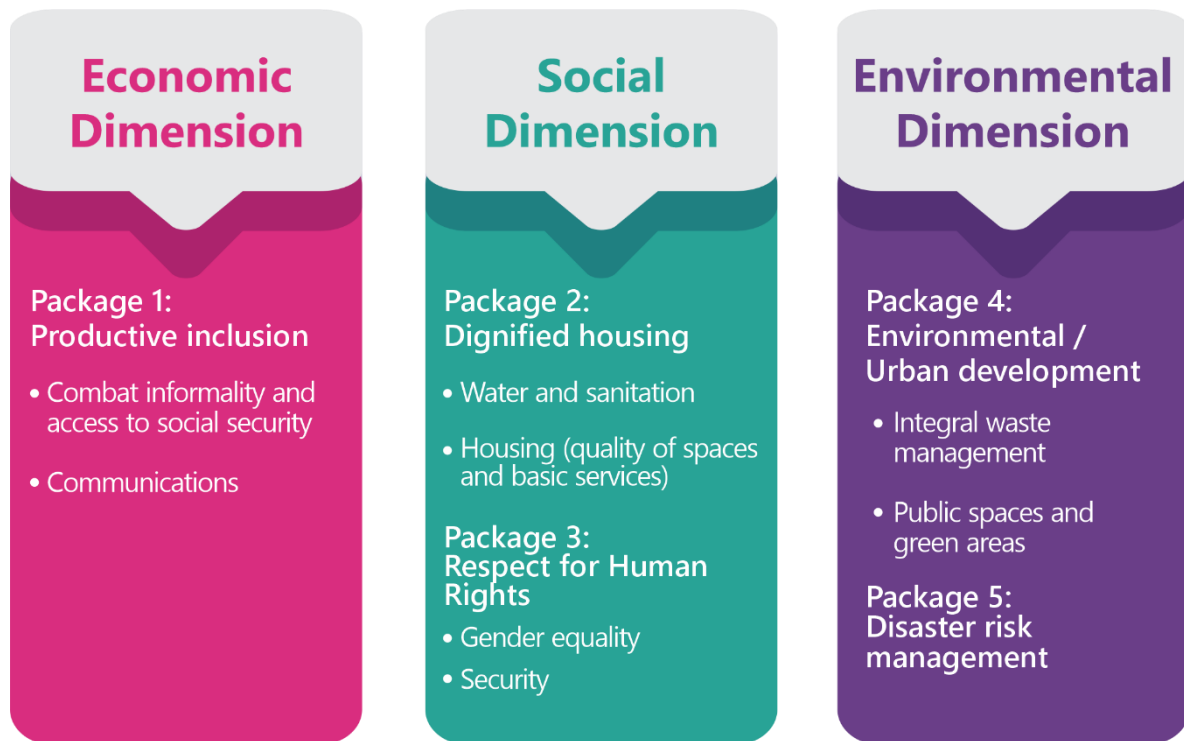 Economic
Dimension
Package 1:
Productive inclusion
• Combat informality and
access to social security
• Communications
Social
Dimension
Package 2:
Dignified housing
• Water and sanitation
• Housing (quality of spaces
and basic services)
Package 3:
Respect for Human
Rights
• Gender equality
• Security
Environmental
Dimension
Package 4:
Environmental /
Urban development
• Integral waste
management
• Public spaces and
green areas
Package 5:
Disaster risk
management